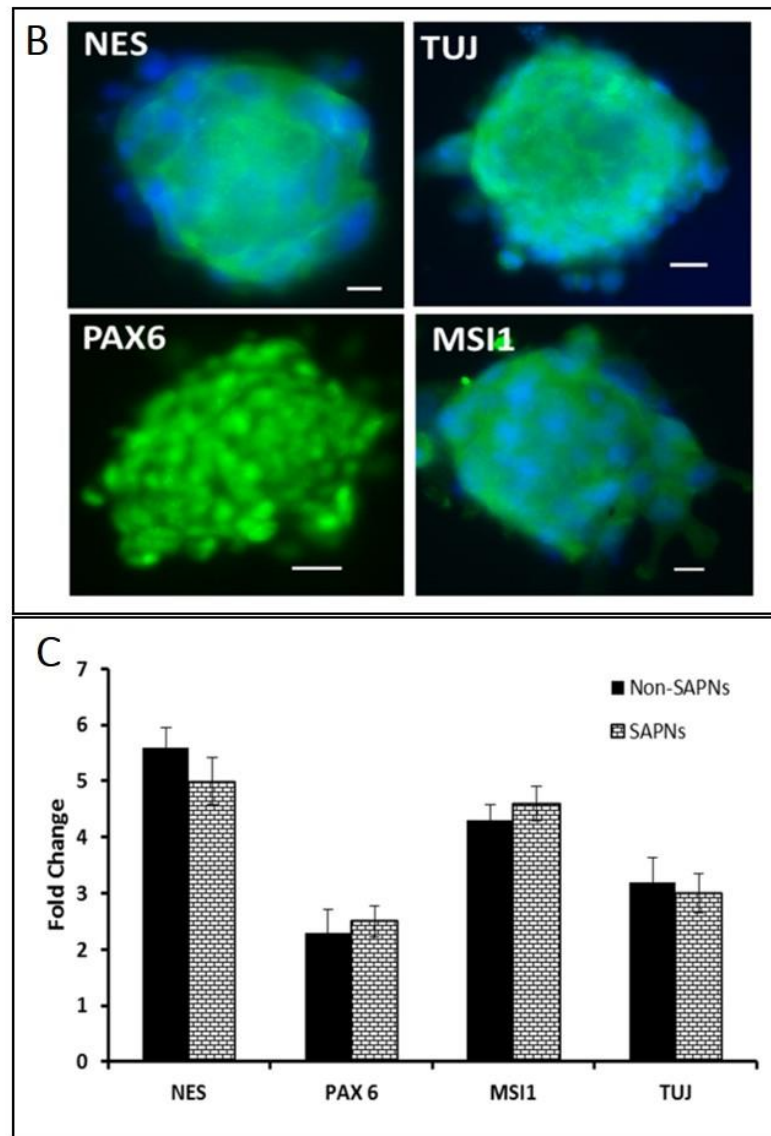 B
NES
TUJ
PAX6
MSI1
C
7
6
5
4
3
2
1
0
Fold Change
Non-SAPNs
SAPNs
NES
PAX 6
MSI1
TUJ